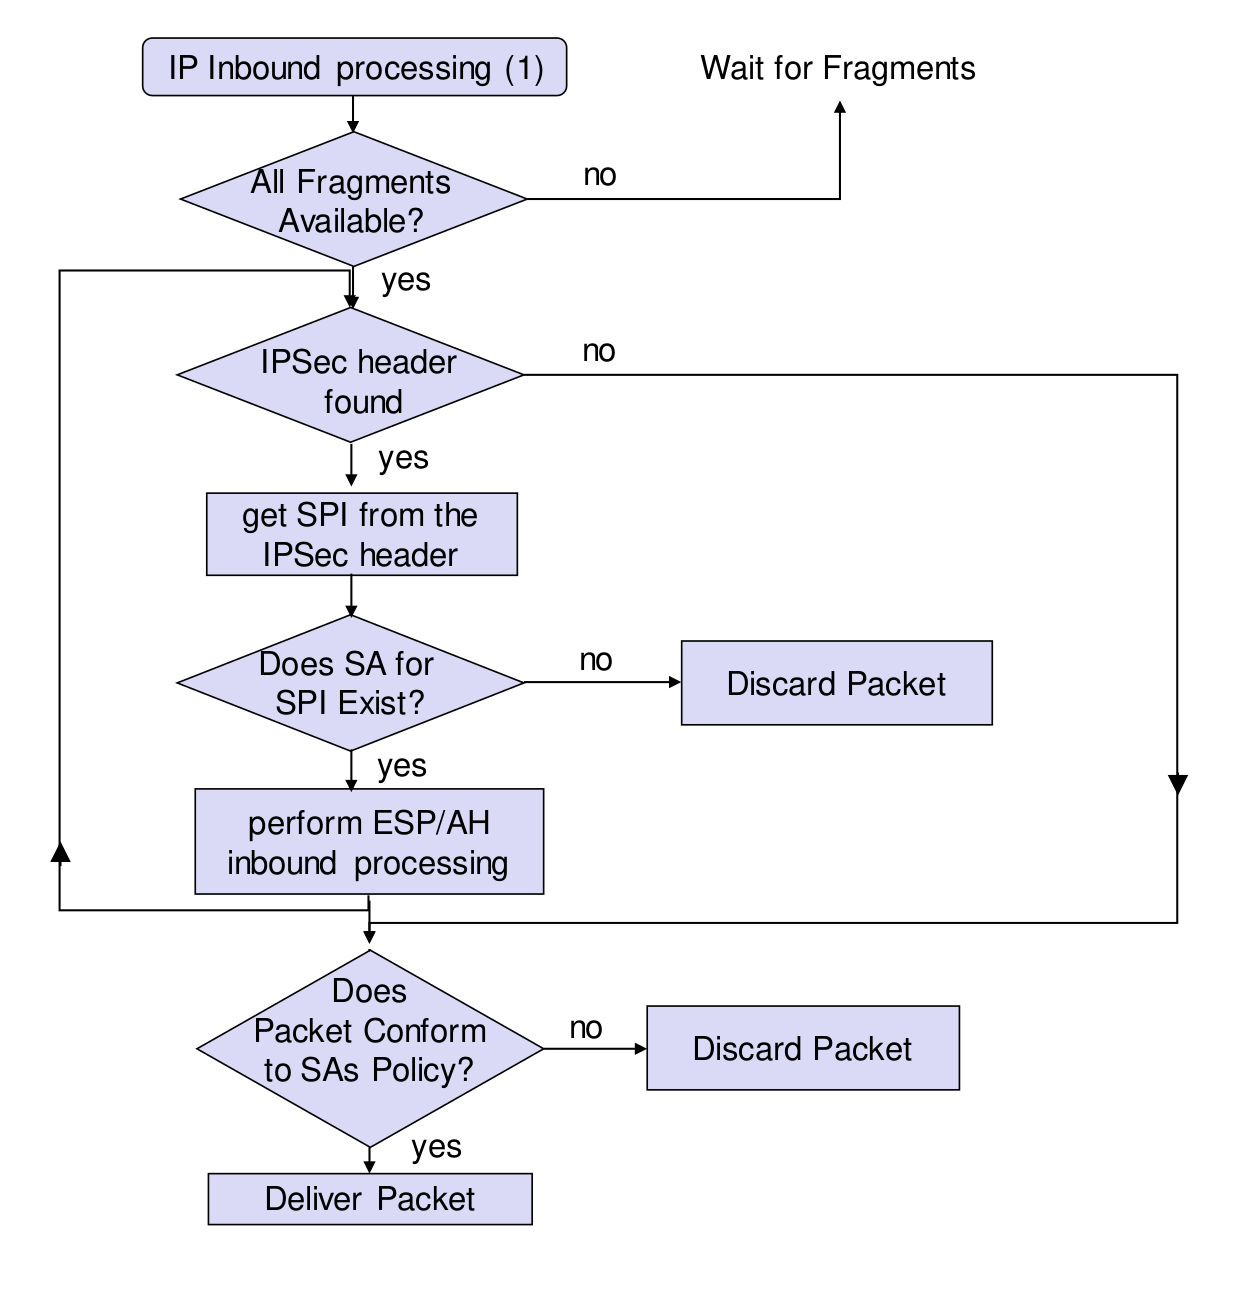 IP Inbound processing (1)
Wait for Fragments
All Fragments
Available?
no
yes
IPSec header
found
no
yes
get SPI from the
IPSec header
Does SA for
SPI Exist?
no
Discard Packet
yes
perform ESP/AH
inbound processing
Does
Packet Conform
to SAs Policy?
no
Discard Packet
yes
Deliver Packet